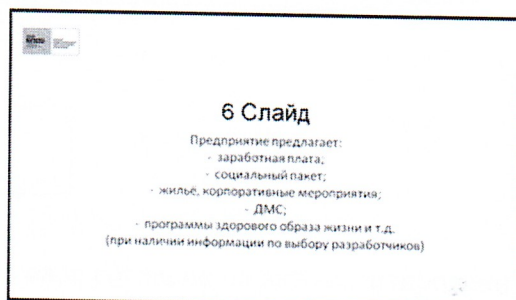 6 Слайд
Предприятие предлагает:
- заработная плата;
- социальный пакет;
- жильё, корпоративные мероприятия;
- ДМС;
- программы здорового образа жизни и т.д.
(при наличии информации по выбору разработчиков)